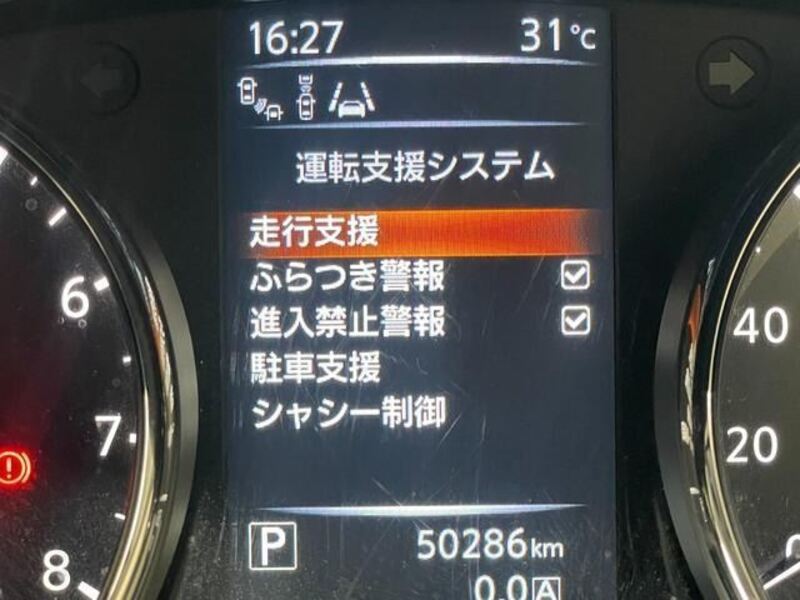 16:27 31°C
運転支援システム
走行支援
ふらつき警報
進入禁止警報
駐車支援
シャシー制御
P 50286km
0.0 A
6
7
8
40
20
0